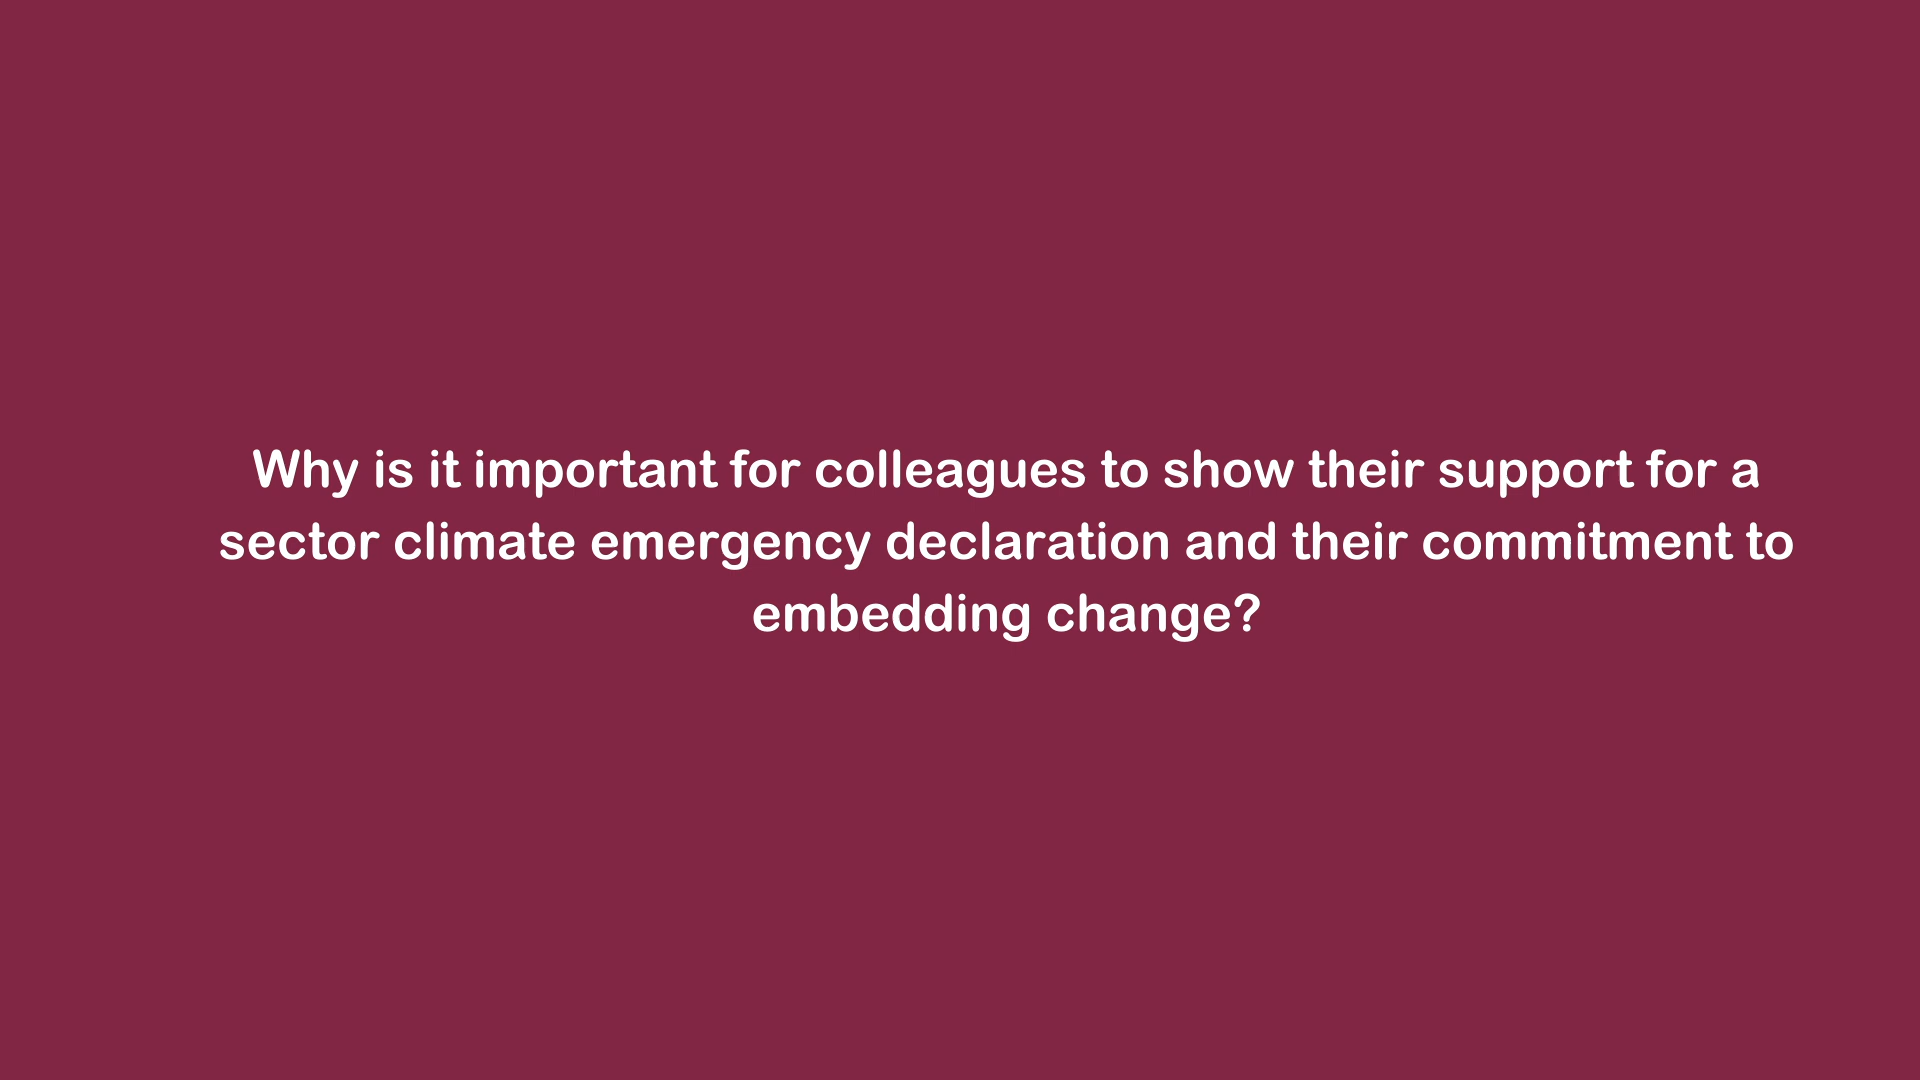 Why is it important for colleagues to show their support for a
sector climate emergency declaration and their commitment to
embedding change?